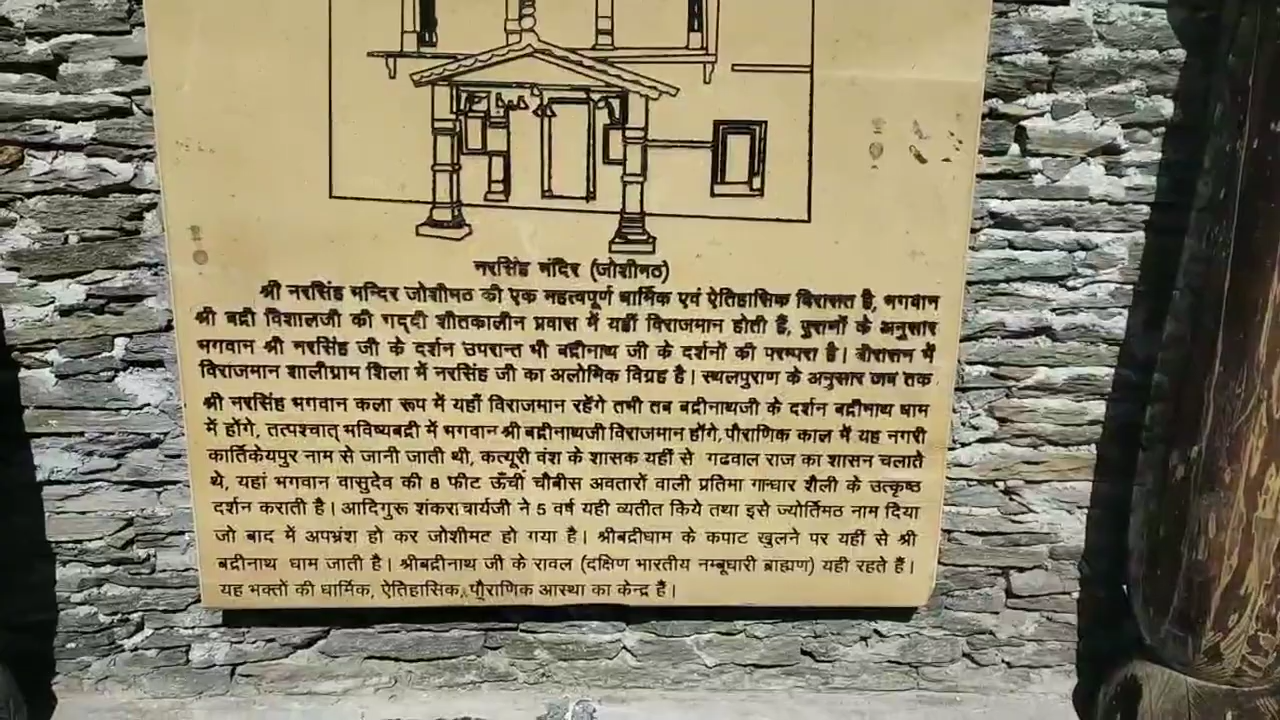 नरसिंह मंदिर (जोशीमठ)
श्री नरसिंह मन्दिर जोशीमठ की एक महत्वपूर्ण धार्मिक एवं ऐतिहासिक विरासत है, भगवान
श्री बद्री विशालजी की गद्दी शीतकालीन प्रवास में यहीं विराजमान होती हैं, पुरानों के अनुसार
भगवान श्री नरसिंह जी के दर्शन उपरान्त भी बद्रीनाथ जी के दर्शनों की परम्परा है। वीरासन में
विराजमान शालीग्राम शिला में नरसिंह जी का अलोमिक विग्रह है। स्थलपुराण के अनुसार जब तक
श्री नरसिंह भगवान कला रूप में यहाँ विराजमान रहेंगे तभी तब बद्रीनाथजी के दर्शन बद्रीनाथ धाम
में होंगे, तत्पश्चात् भविष्यबद्री में भगवान श्री बद्रीनाथजी विराजमान होंगे, पौराणिक काल में यह नगरी
कार्तिकेयपुर नाम से जानी जाती थी, कत्यूरी वंश के शासक यहीं से गढवाल राज का शासन चलाते
थे, यहां भगवान वासुदेव की 8 फीट ऊँची चौबीस अवतारों वाली प्रतिमा गान्धार शैली के उत्कृष्ठ
दर्शन कराती है। आदिगुरू शंकराचार्यजी ने 5 वर्ष यही व्यतीत किये तथा इसे ज्योर्तिमठ नाम दिया
जो बाद में अपभ्रंश हो कर जोशीमट हो गया है। श्रीबद्रीधाम के कपाट खुलने पर यहीं से श्री
बद्रीनाथ धाम जाती है। श्रीबद्रीनाथ जी के रावल (दक्षिण भारतीय नम्बूघारी ब्राह्मण) यही रहते हैं।
यह भक्तों की धार्मिक, ऐतिहासिक, पौराणिक आस्था का केन्द्र हैं।